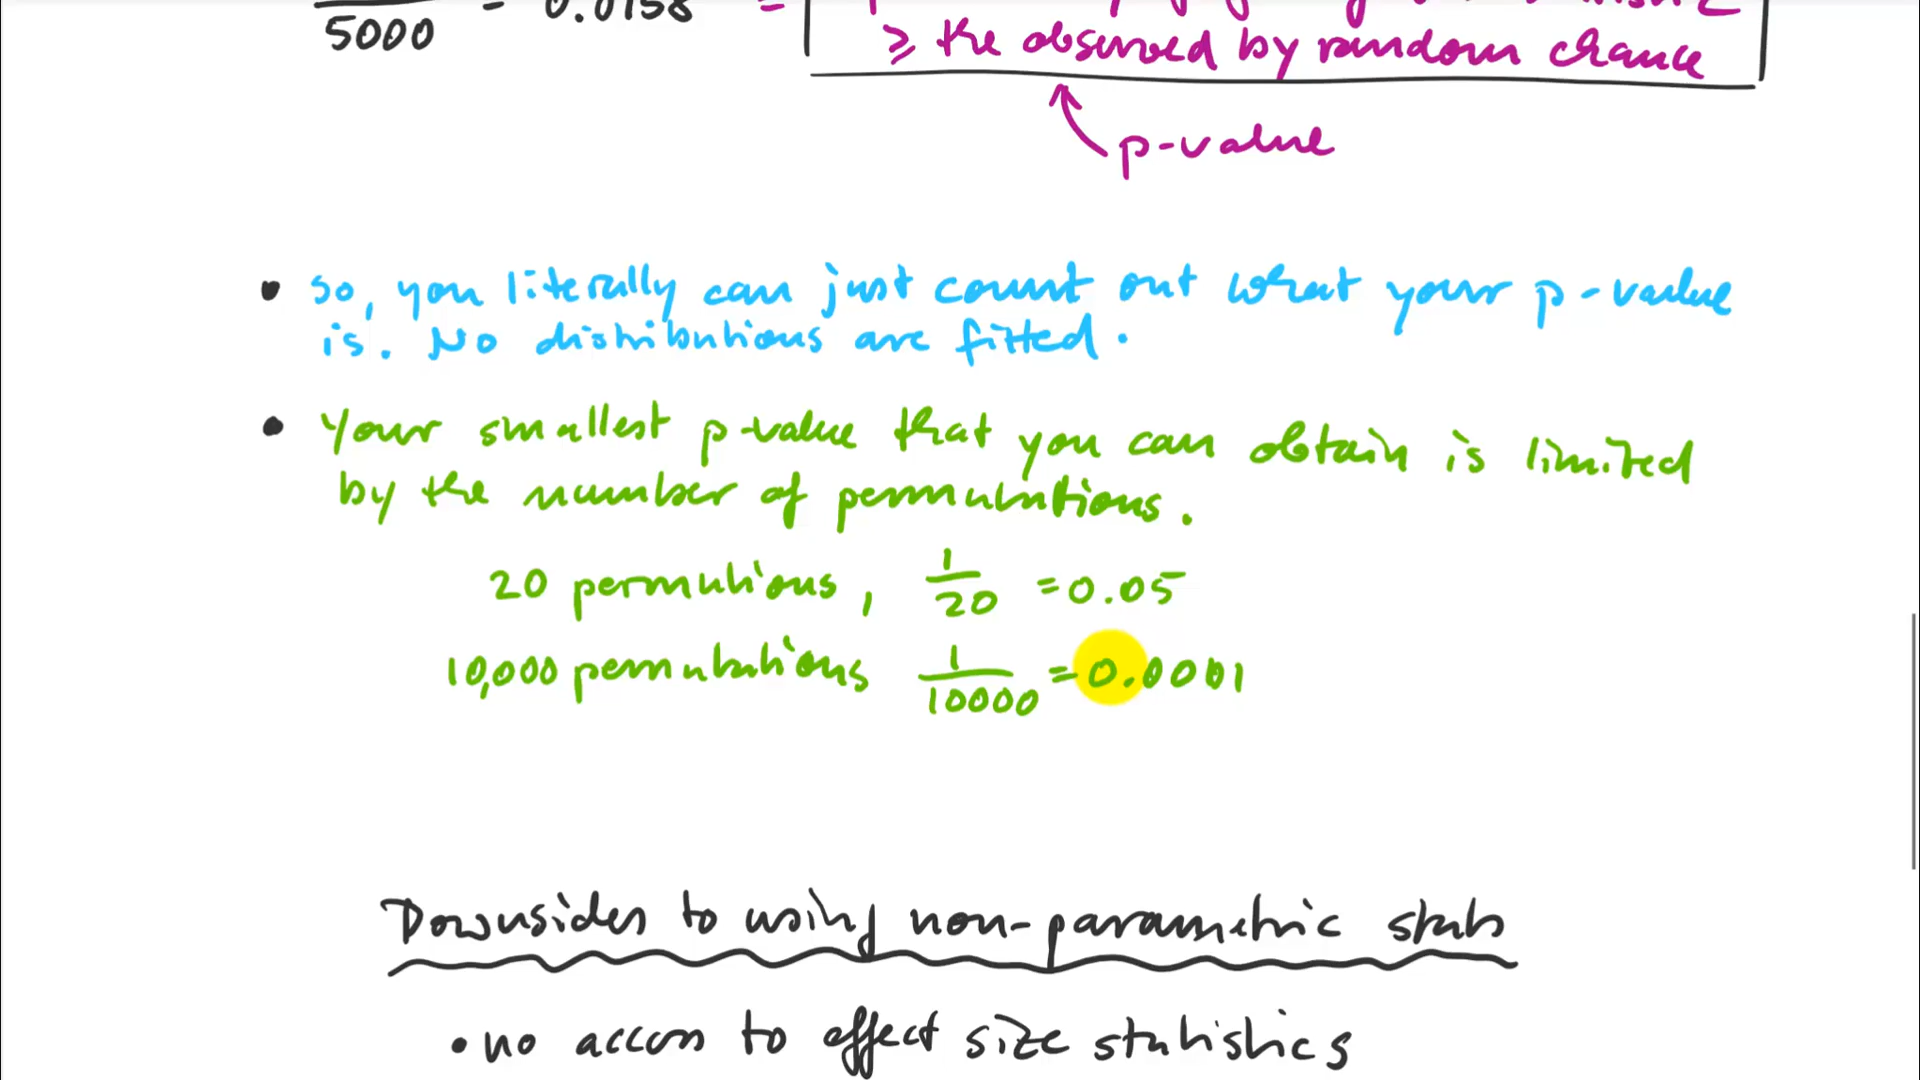 5000 = 0.0158 =
≥ the observed by random chance
p-value
• So, you literally can just count out what your p-value
is. No distributions are fitted.
• Your smallest p-value that you can obtain is limited
by the number of permutations.
20 permutions, 1/20 = 0.05
10,000 permutations 1/10000 = 0.0001
Downsides to using non-parametric stats
• no access to effect size statistics